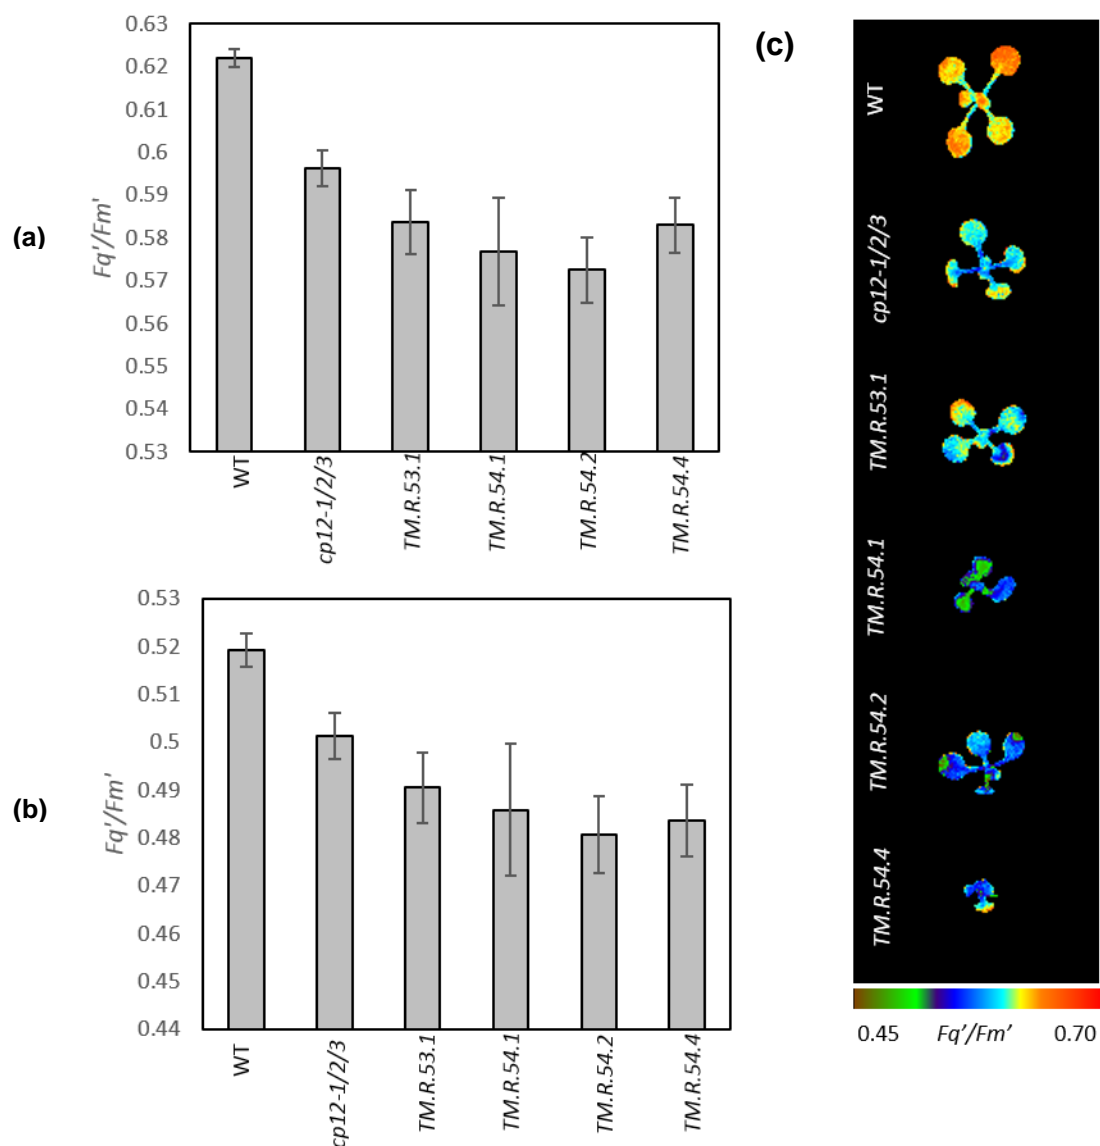 (a)
Fq'/Fm'
0.63
0.62
0.61
0.6
0.59
0.58
0.57
0.56
0.55
0.54
0.53
WT
cp12-1/2/3
TM.R.53.1
TM.R.54.1
TM.R.54.2
TM.R.54.4
(b)
Fq'/Fm'
0.53
0.52
0.51
0.5
0.49
0.48
0.47
0.46
0.45
0.44
WT
cp12-1/2/3
TM.R.53.1
TM.R.54.1
TM.R.54.2
TM.R.54.4
(c)
WT
cp12-1/2/3
TM.R.53.1
TM.R.54.1
TM.R.54.2
TM.R.54.4
0.45 Fq'/Fm' 0.70